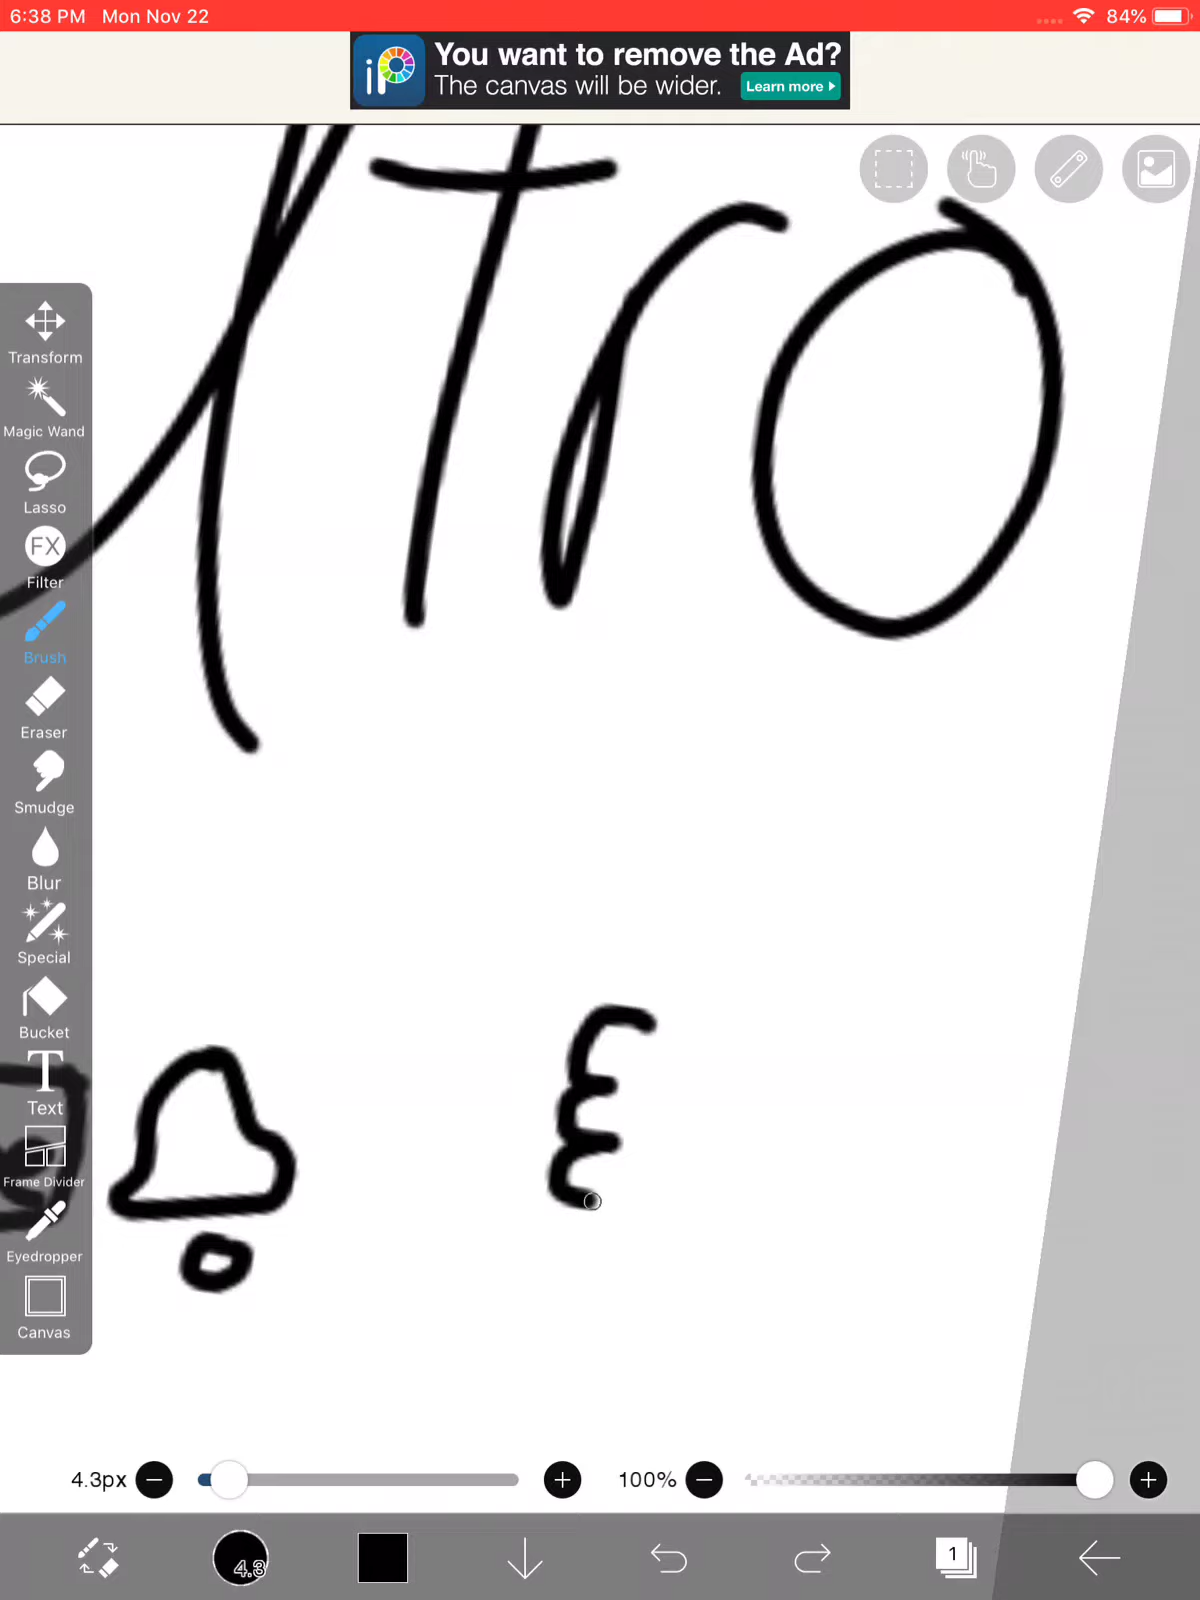 6:38 PM Mon Nov 22
84%
iP
You want to remove the Ad?
The canvas will be wider. Learn more
tro
Transform
Magic Wand
Lasso
FX
Filter
Brush
Eraser
Smudge
Blur
Special
Bucket
T
Text
Frame Divider
Eyedropper
Canvas
4.3px
100%
4.3
1